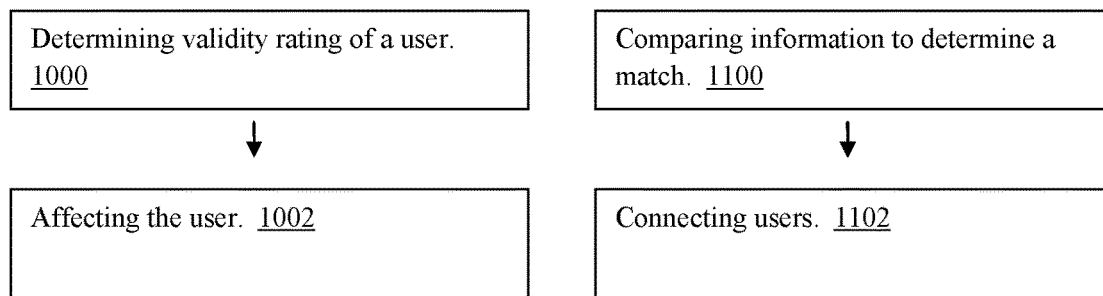 Determining validity rating of a user.
1000
Comparing information to determine a
match. 1100
Affecting the user. 1002
Connecting users. 1102